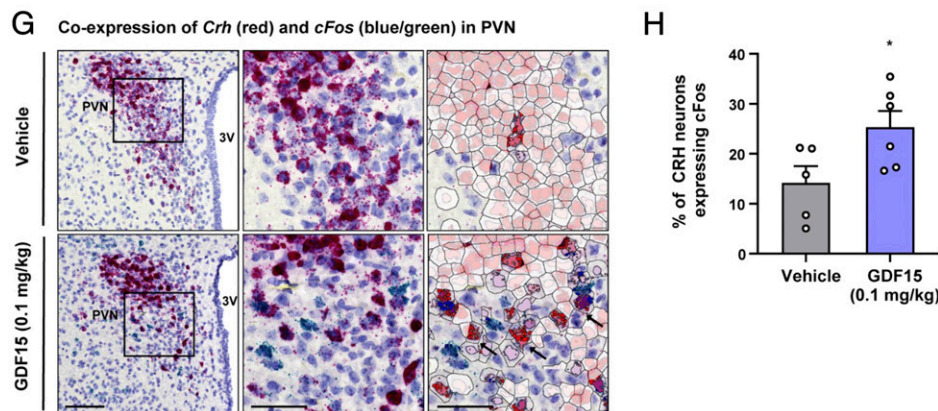 G
Co-expression of Crh (red) and cFos (blue/green) in PVN
Vehicle
PVN
3V
GDF15 (0.1 mg/kg)
PVN
3V
H
% of CRH neurons
expressing cFos
40
30
20
10
0
*
Vehicle
GDF15
(0.1 mg/kg)